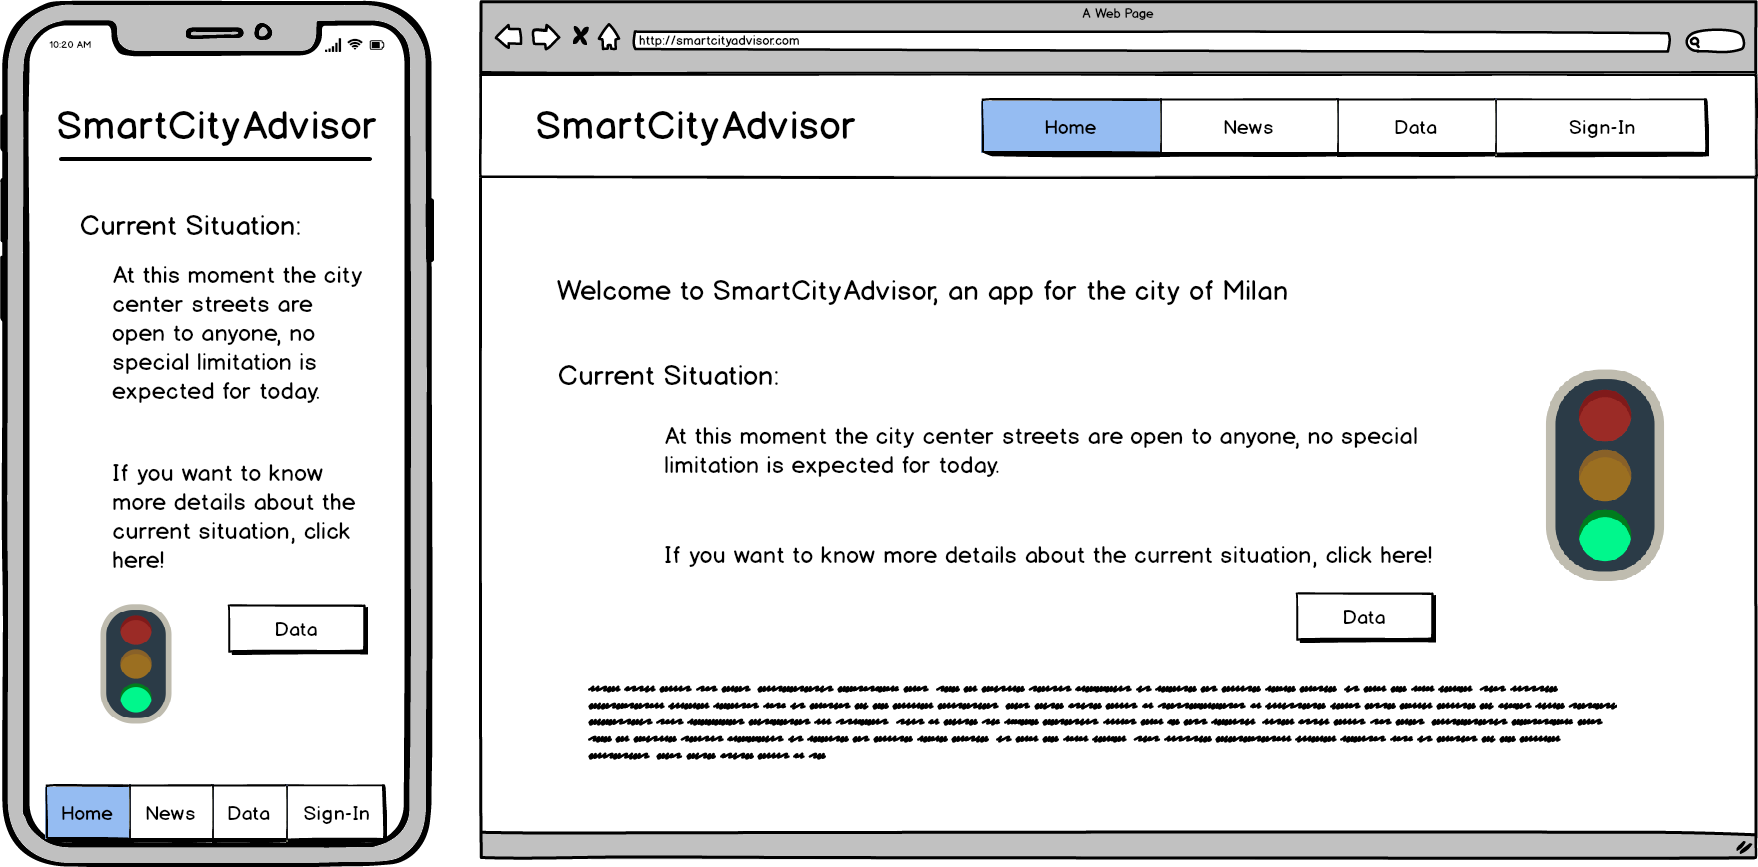 10:20 AM
SmartCityAdvisor
Current Situation:
At this moment the city
center streets are
open to anyone, no
special limitation is
expected for today.
If you want to know
more details about the
current situation, click
here!
Data
Home News Data Sign-In
A Web Page
http://smartcityadvisor.com
SmartCityAdvisor
Home News Data Sign-In
Welcome to SmartCityAdvisor, an app for the city of Milan
Current Situation:
At this moment the city center streets are open to anyone, no special
limitation is expected for today.
If you want to know more details about the current situation, click here!
Data